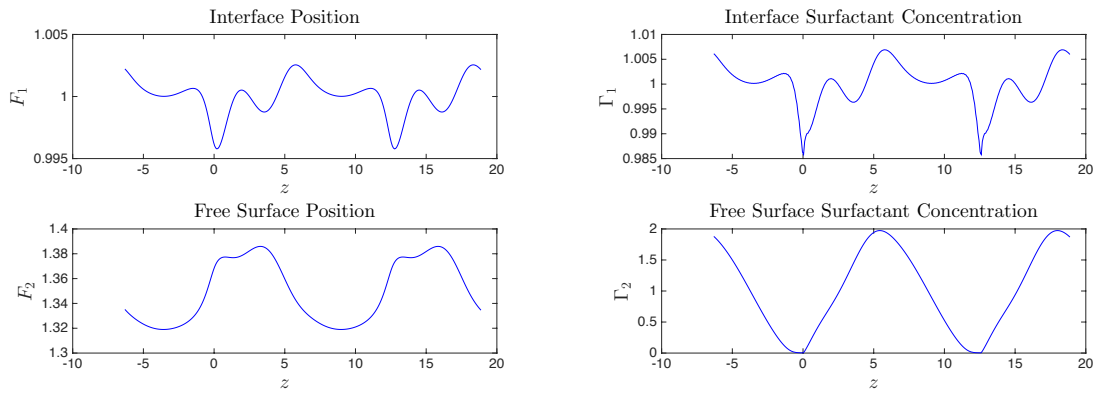 Interface Position
1.005
1
0.995
F₁
-10 -5 0 5 10 15 20
z
Interface Surfactant Concentration
1.01
1.005
1
0.995
0.99
0.985
Γ₁
-10 -5 0 5 10 15 20
z
Free Surface Position
1.4
1.38
1.36
1.34
1.32
1.3
F₂
-10 -5 0 5 10 15 20
z
Free Surface Surfactant Concentration
2
1.5
1
0.5
0
Γ₂
-10 -5 0 5 10 15 20
z